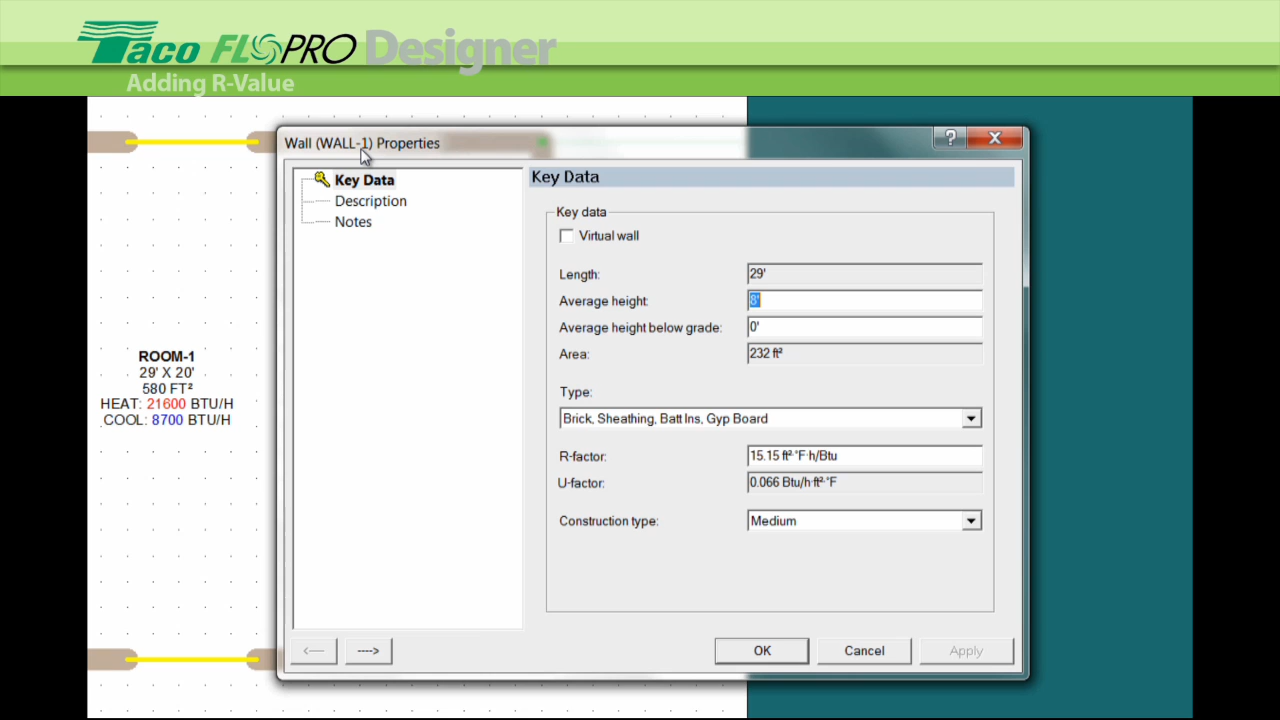 Taco FLOPRO Designer
Adding R-Value
Wall (WALL-1) Properties
?
X
Key Data
Description
Notes
Key Data
Key data
Virtual wall
Length: 29'
Average height: 8'
Average height below grade: 0'
Area: 232 ft²
Type:
Brick, Sheathing, Batt Ins, Gyp Board
R-factor: 15.15 ft²·°F·h/Btu
U-factor: 0.066 Btu/h·ft²·°F
Construction type: Medium
ROOM-1
29' X 20'
580 FT²
HEAT: 21600 BTU/H
COOL: 8700 BTU/H
<--- ---> OK Cancel Apply